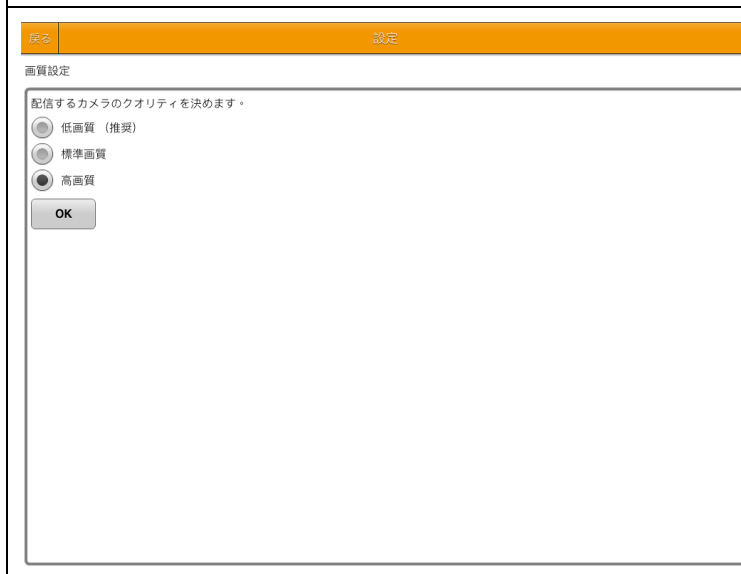 戻る
設定
画質設定
配信するカメラのクオリティを決めます。
低画質 （推奨）
標準画質
高画質
OK